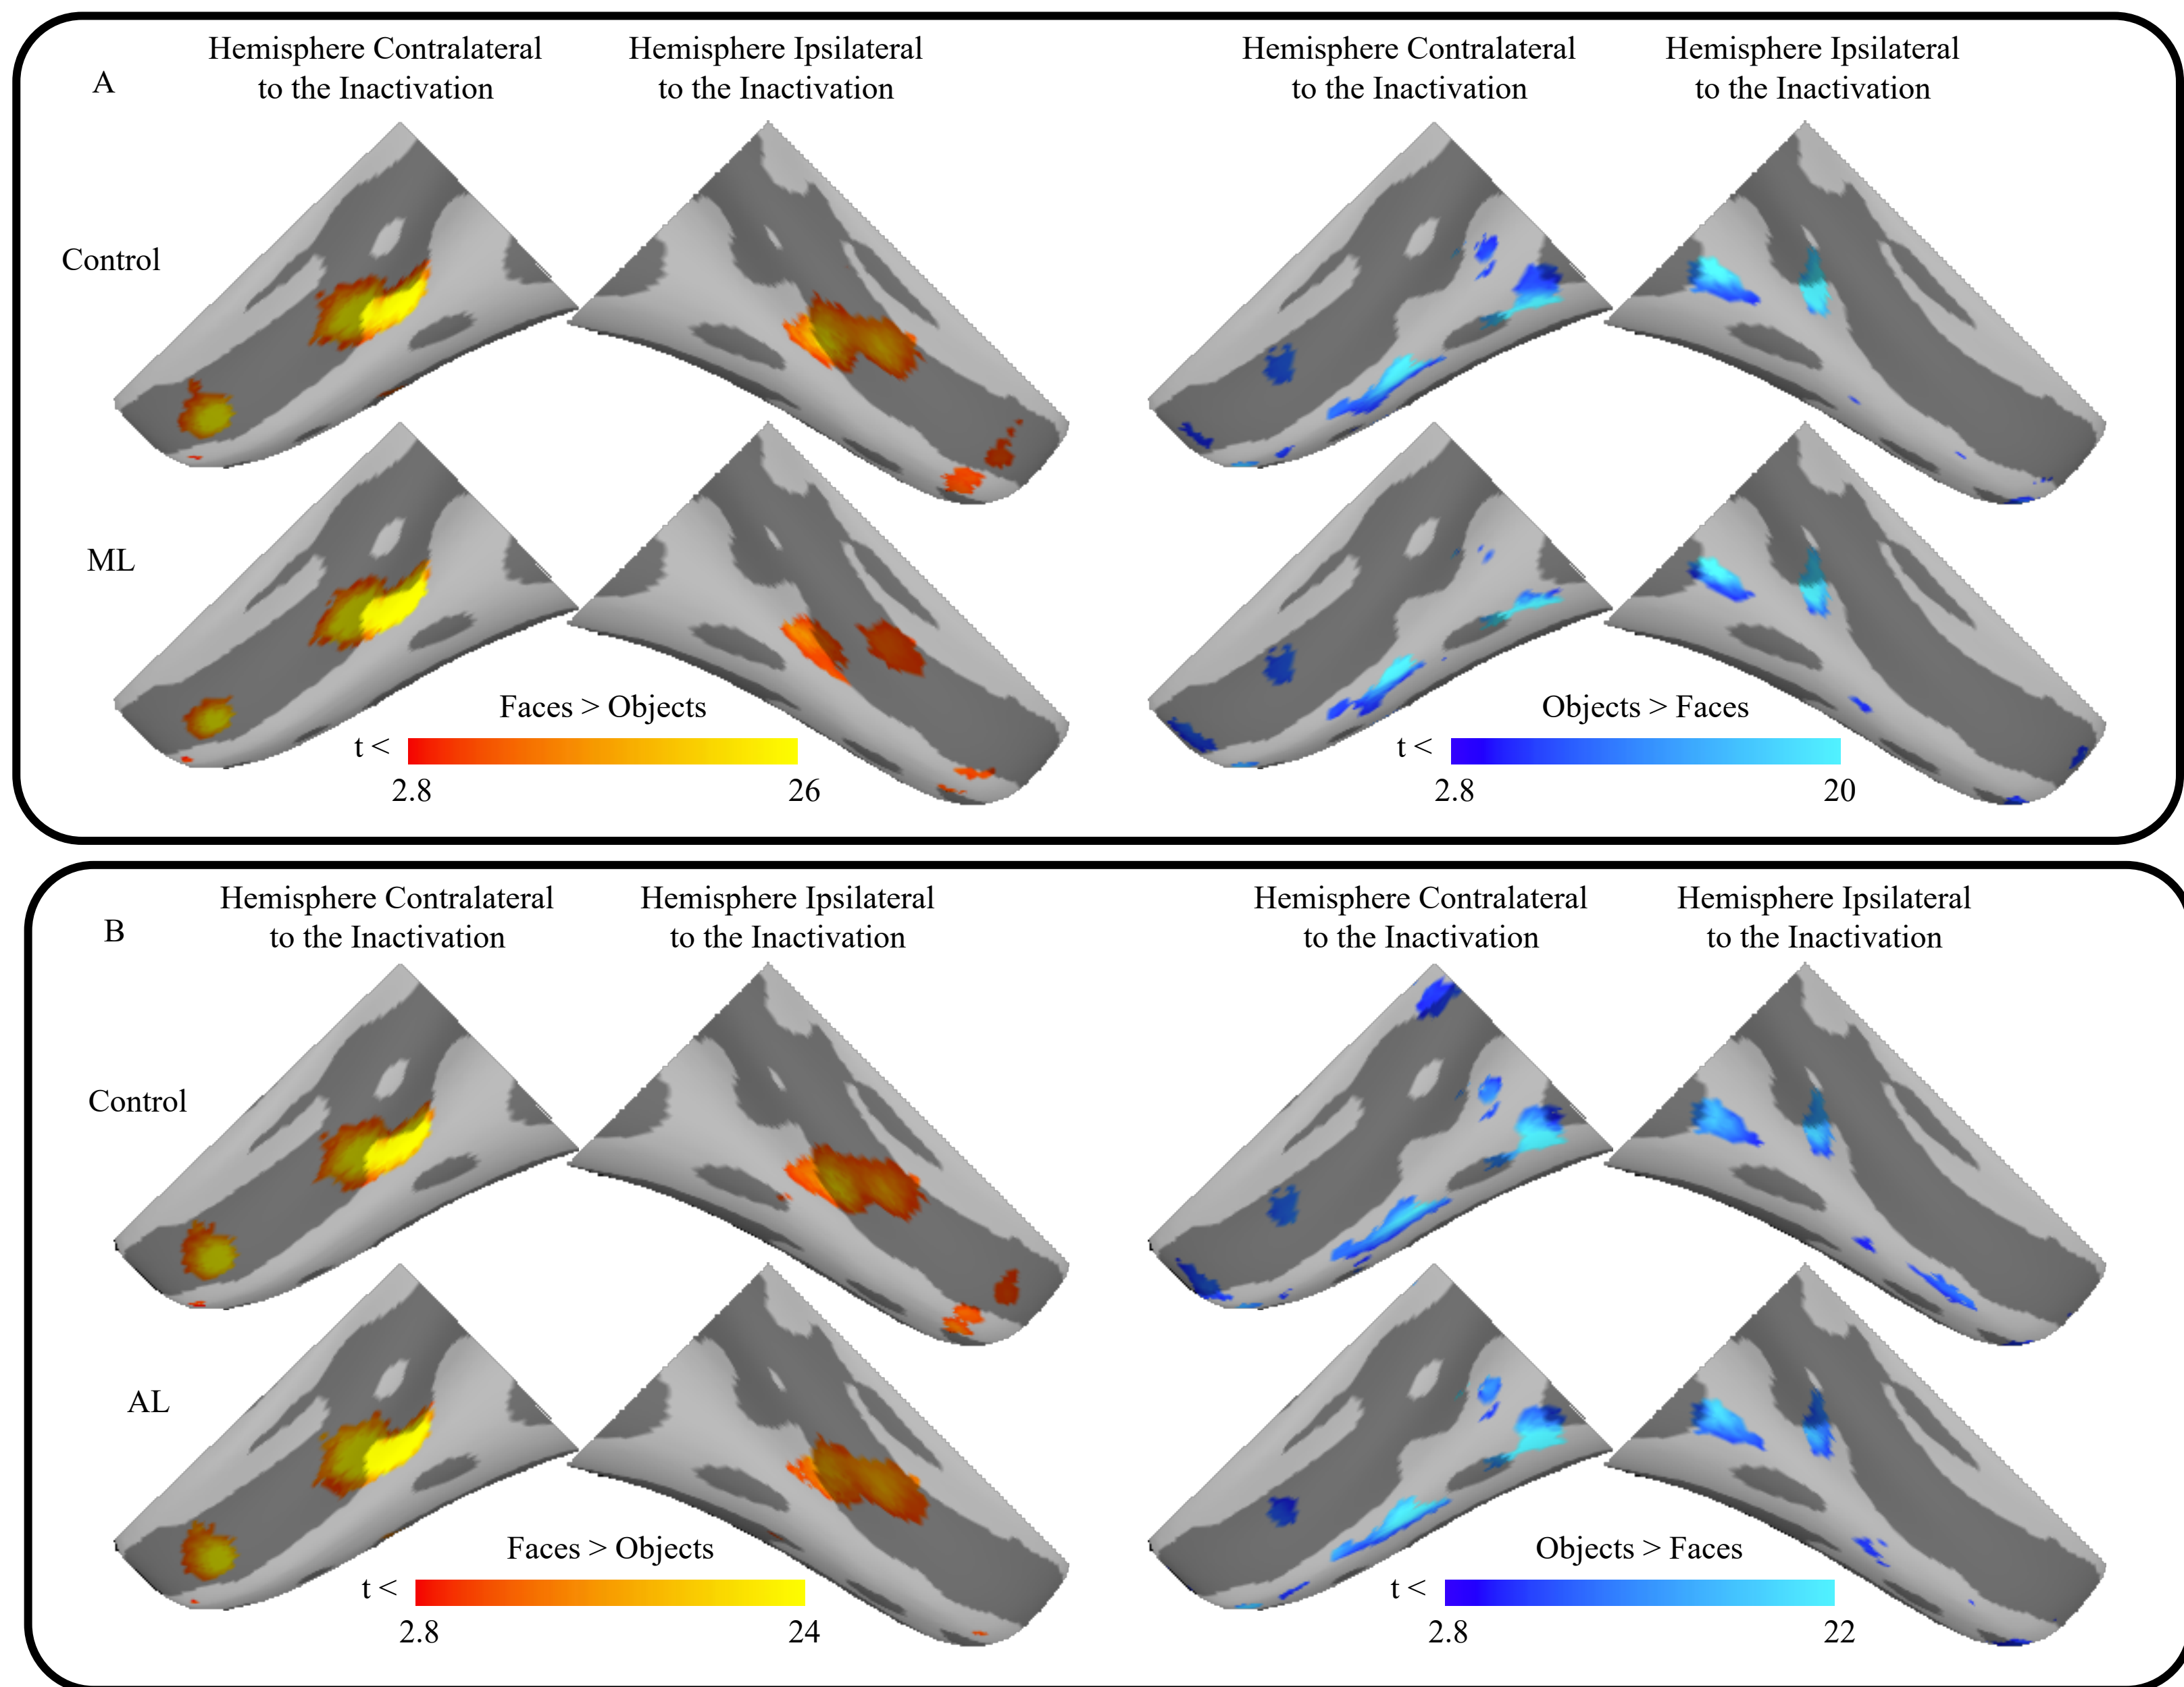 Hemisphere Contralateral
to the Inactivation
Hemisphere Ipsilateral
to the Inactivation
Hemisphere Contralateral
to the Inactivation
Hemisphere Ipsilateral
to the Inactivation
A
Control
ML
Faces > Objects
t <
2.8
26
Objects > Faces
t <
2.8
20
Hemisphere Contralateral
to the Inactivation
Hemisphere Ipsilateral
to the Inactivation
Hemisphere Contralateral
to the Inactivation
Hemisphere Ipsilateral
to the Inactivation
B
Control
AL
Faces > Objects
t <
2.8
24
Objects > Faces
t <
2.8
22